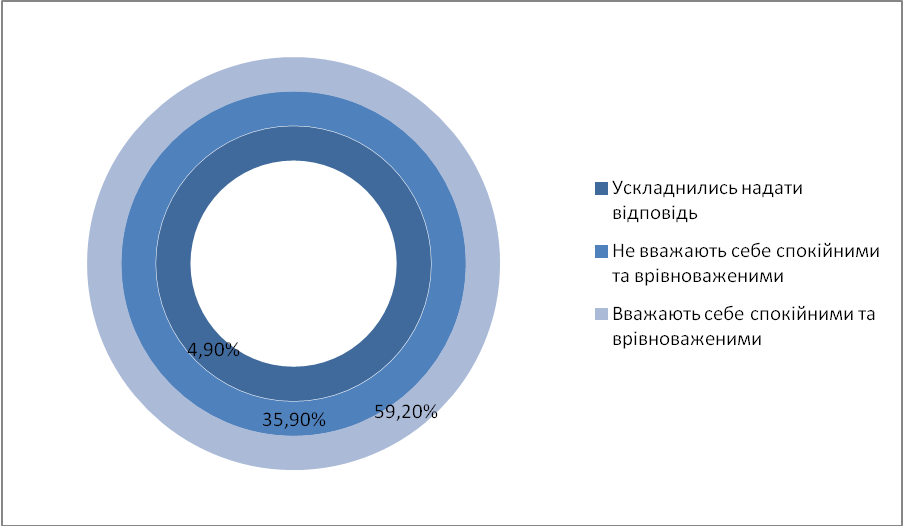 4,90%
35,90%
59,20%
Ускладнились надати
відповідь
Не вважають себе спокійними
та врівноваженими
Вважають себе спокійними та
врівноваженими